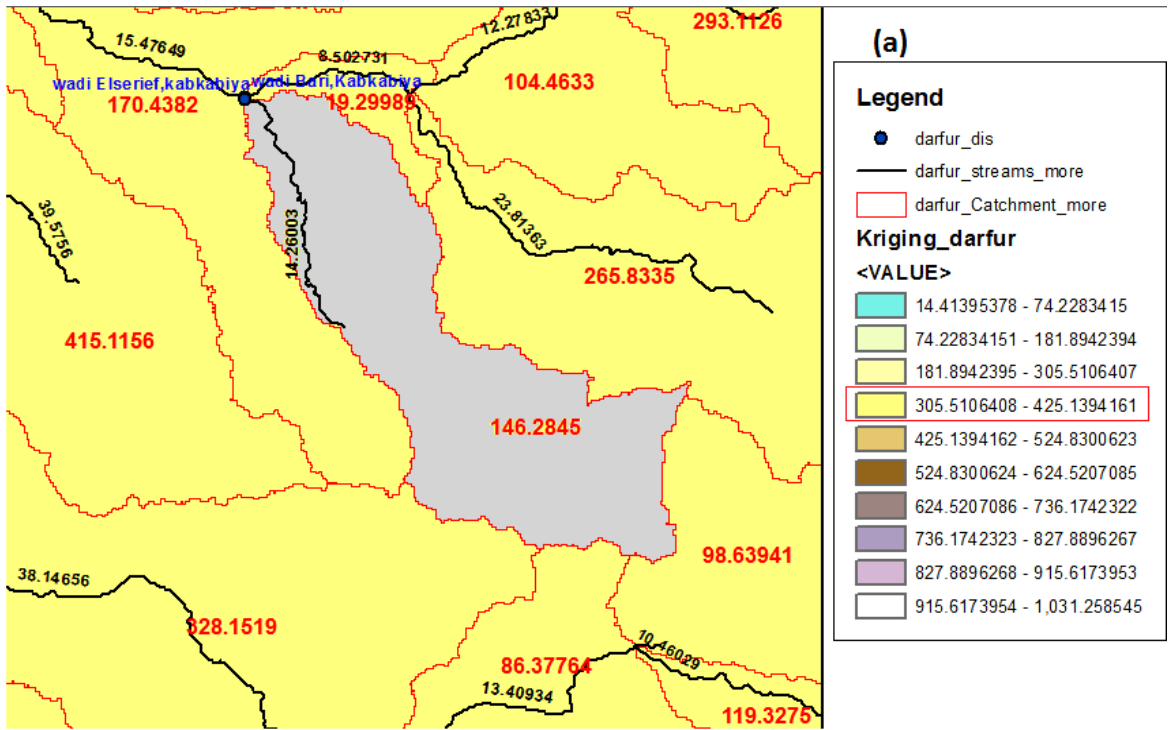 293.1126
12.27833
15.47649
8.502731
wadi Elserief,kabkabiya
wadi Bari,Kabkabiya
104.4633
170.4382
19.29989
39.5756
23.81363
14.26003
265.8335
415.1156
146.2845
98.63941
38.14656
328.1519
10.46029
86.37764
13.40934
119.3275
(a)
Legend
darfur_dis
darfur_streams_more
darfur_Catchment_more
Kriging_darfur
<VALUE>
14.41395378 - 74.2283415
74.22834151 - 181.8942394
181.8942395 - 305.5106407
305.5106408 - 425.1394161
425.1394162 - 524.8300623
524.8300624 - 624.5207085
624.5207086 - 736.1742322
736.1742323 - 827.8896267
827.8896268 - 915.6173953
915.6173954 - 1,031.258545